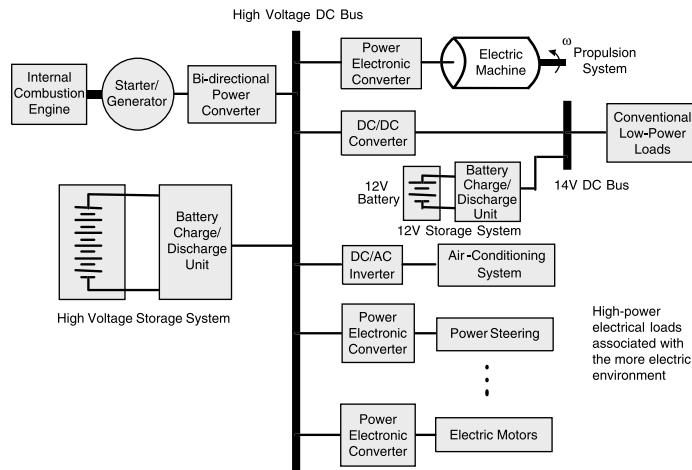 High Voltage DC Bus
Internal
Combustion
Engine
Starter/
Generator
Bi-directional
Power
Converter
Power
Electronic
Converter
Electric
Machine
ω
Propulsion
System
DC/DC
Converter
Conventional
Low-Power
Loads
14V DC Bus
12V
Battery
Battery
Charge/
Discharge
Unit
12V Storage System
Battery
Charge/
Discharge
Unit
High Voltage Storage System
DC/AC
Inverter
Air-Conditioning
System
Power
Electronic
Converter
Power Steering
High-power
electrical loads
associated with
the more electric
environment
Power
Electronic
Converter
Electric Motors